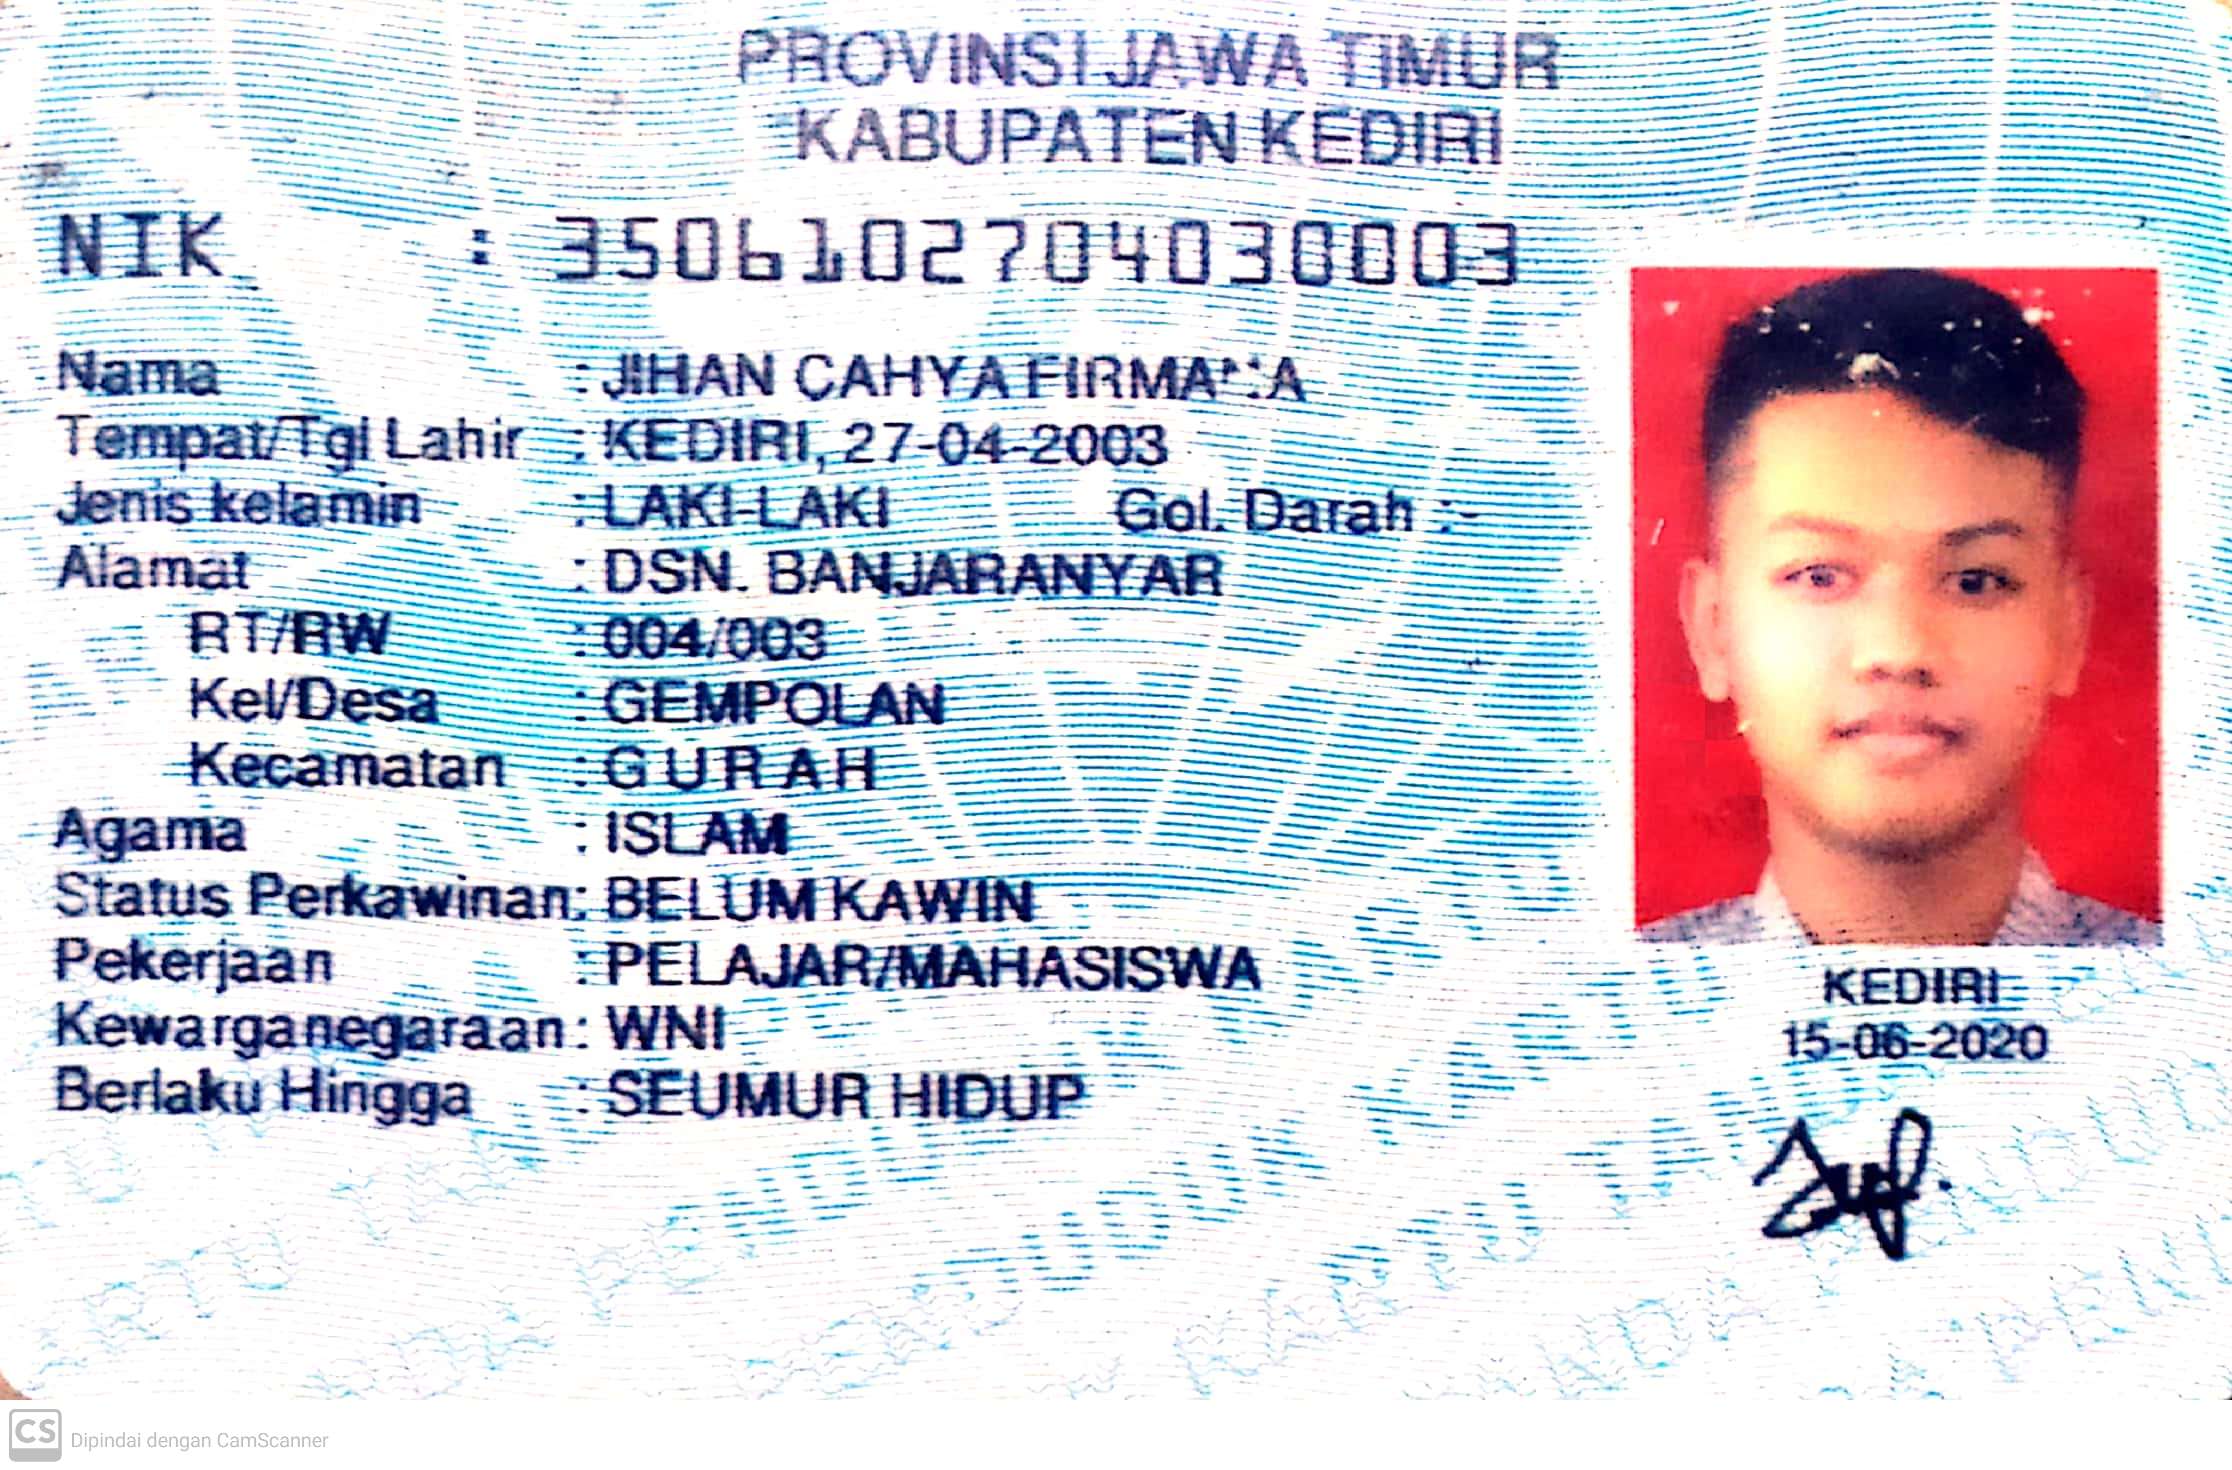 PROVINSI JAWA TIMUR
KABUPATEN KEDIRI
NIK : 3506102704030003
Nama : JIHAN CAHYA
Tempat/Tgl Lahir : KEDIRI, 27-04-2003
Jenis kelamin : LAKI-LAKI Gol. Darah :-
Alamat : DSN. BANJARANYAR
RT/RW : 004/003
Kel/Desa : GEMPOLAN
Kecamatan : GURAH
Agama : ISLAM
Status Perkawinan: BELUM KAWIN
Pekerjaan : PELAJAR/MAHASISWA
Kewarganegaraan: WNI
Berlaku Hingga : SEUMUR HIDUP
KEDIRI
15-06-2020
CS Dipindai dengan CamScanner